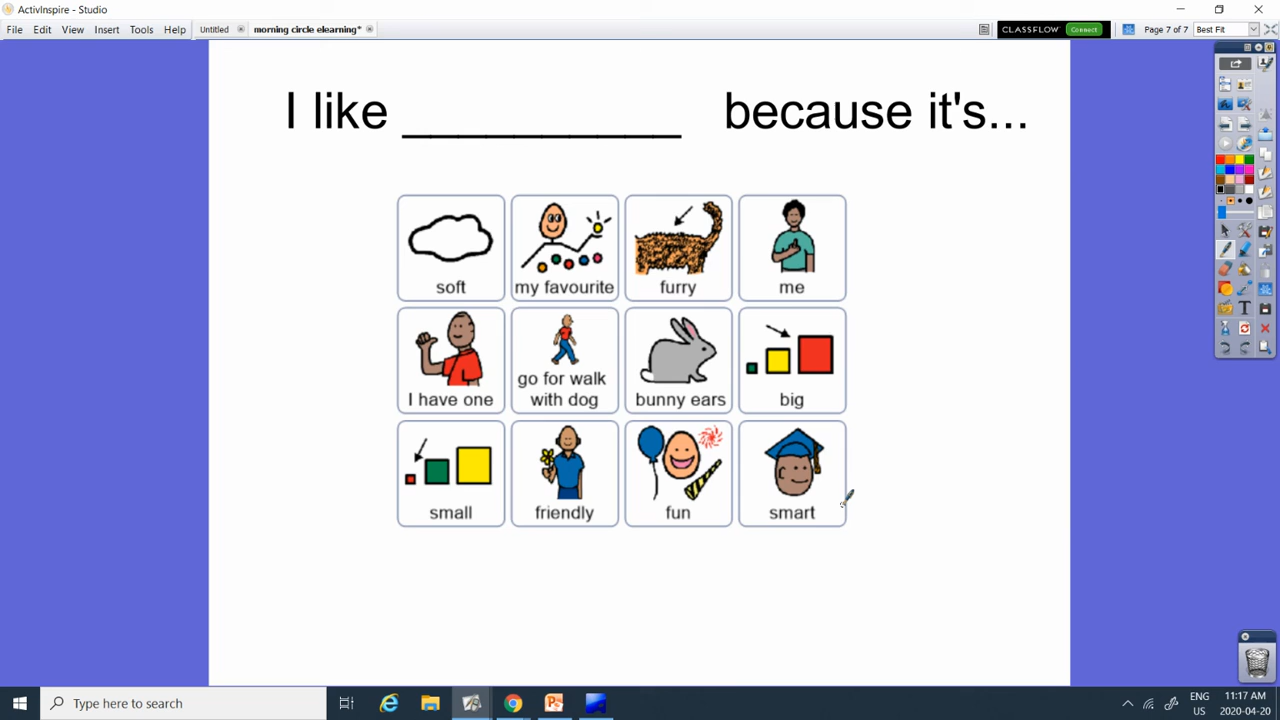 ActivInspire - Studio
File Edit View Insert Tools Help Untitled morning circle elearning* CLASSFLOW Connect Page 7 of 7 Best Fit
I like __________ because it's...
soft my favourite furry me
I have one go for walk with dog bunny ears big
small friendly fun smart
Type here to search
ENG 11:17 AM
US 2020-04-20